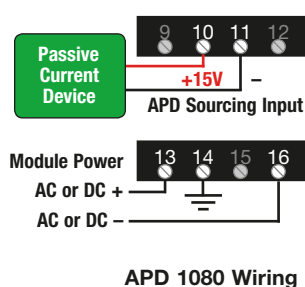 9 10 11 12
Passive
Current
Device
+15V –
APD Sourcing Input
Module Power 13 14 15 16
AC or DC +
AC or DC –
APD 1080 Wiring